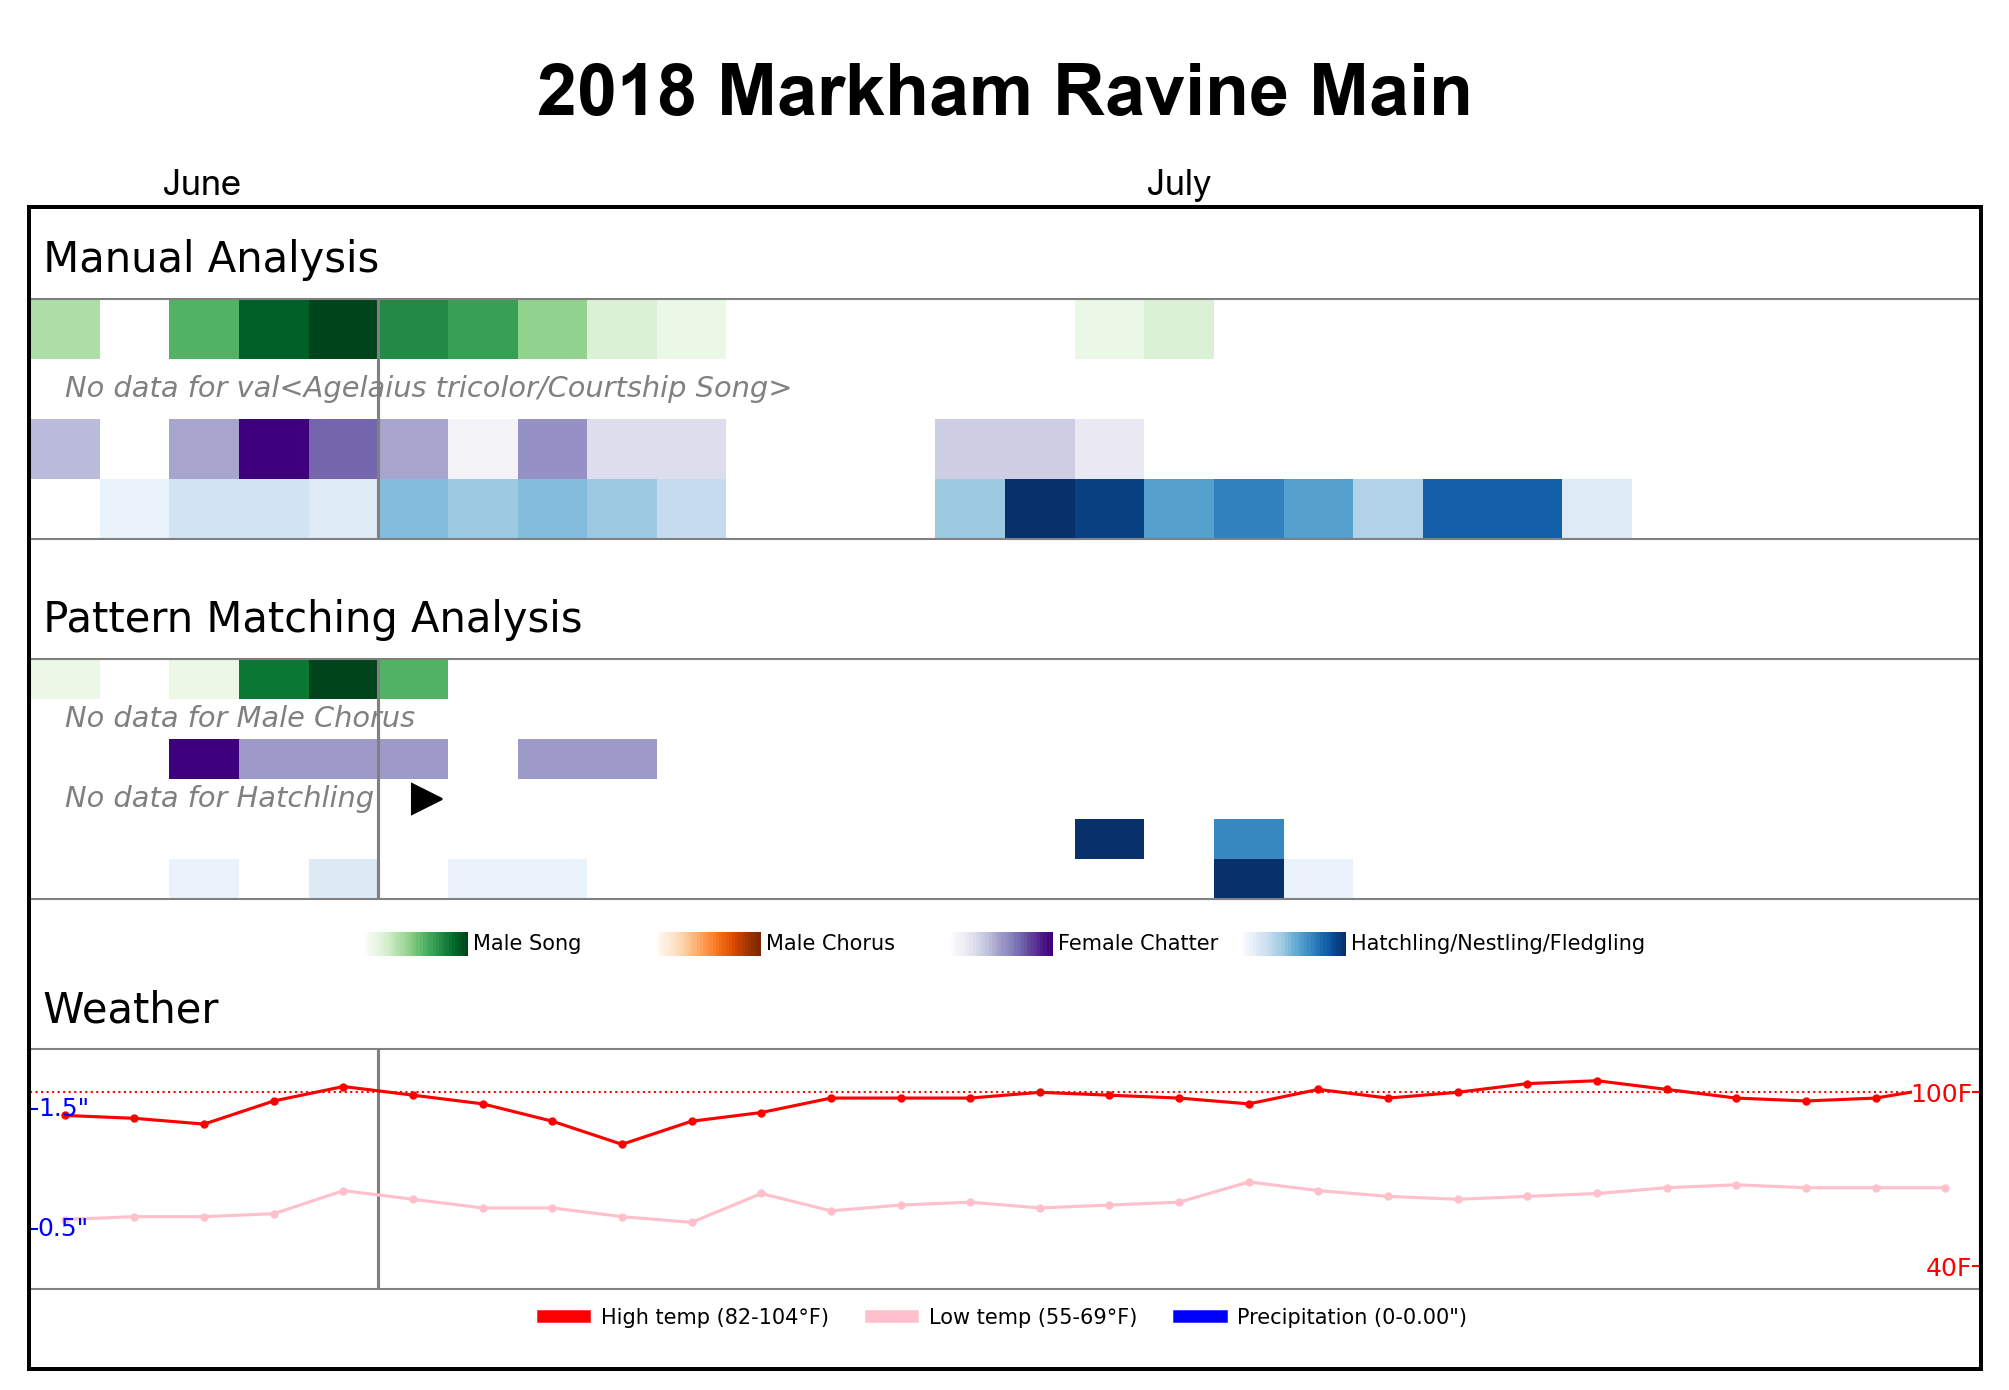 2018 Markham Ravine Main
June
July
Manual Analysis
No data for val<Agelaius tricolor/Courtship Song>
Pattern Matching Analysis
No data for Male Chorus
No data for Hatchling
Male Song
Male Chorus
Female Chatter
Hatchling/Nestling/Fledgling
Weather
1.5"
100F
0.5"
40F
High temp (82-104°F)
Low temp (55-69°F)
Precipitation (0-0.00")